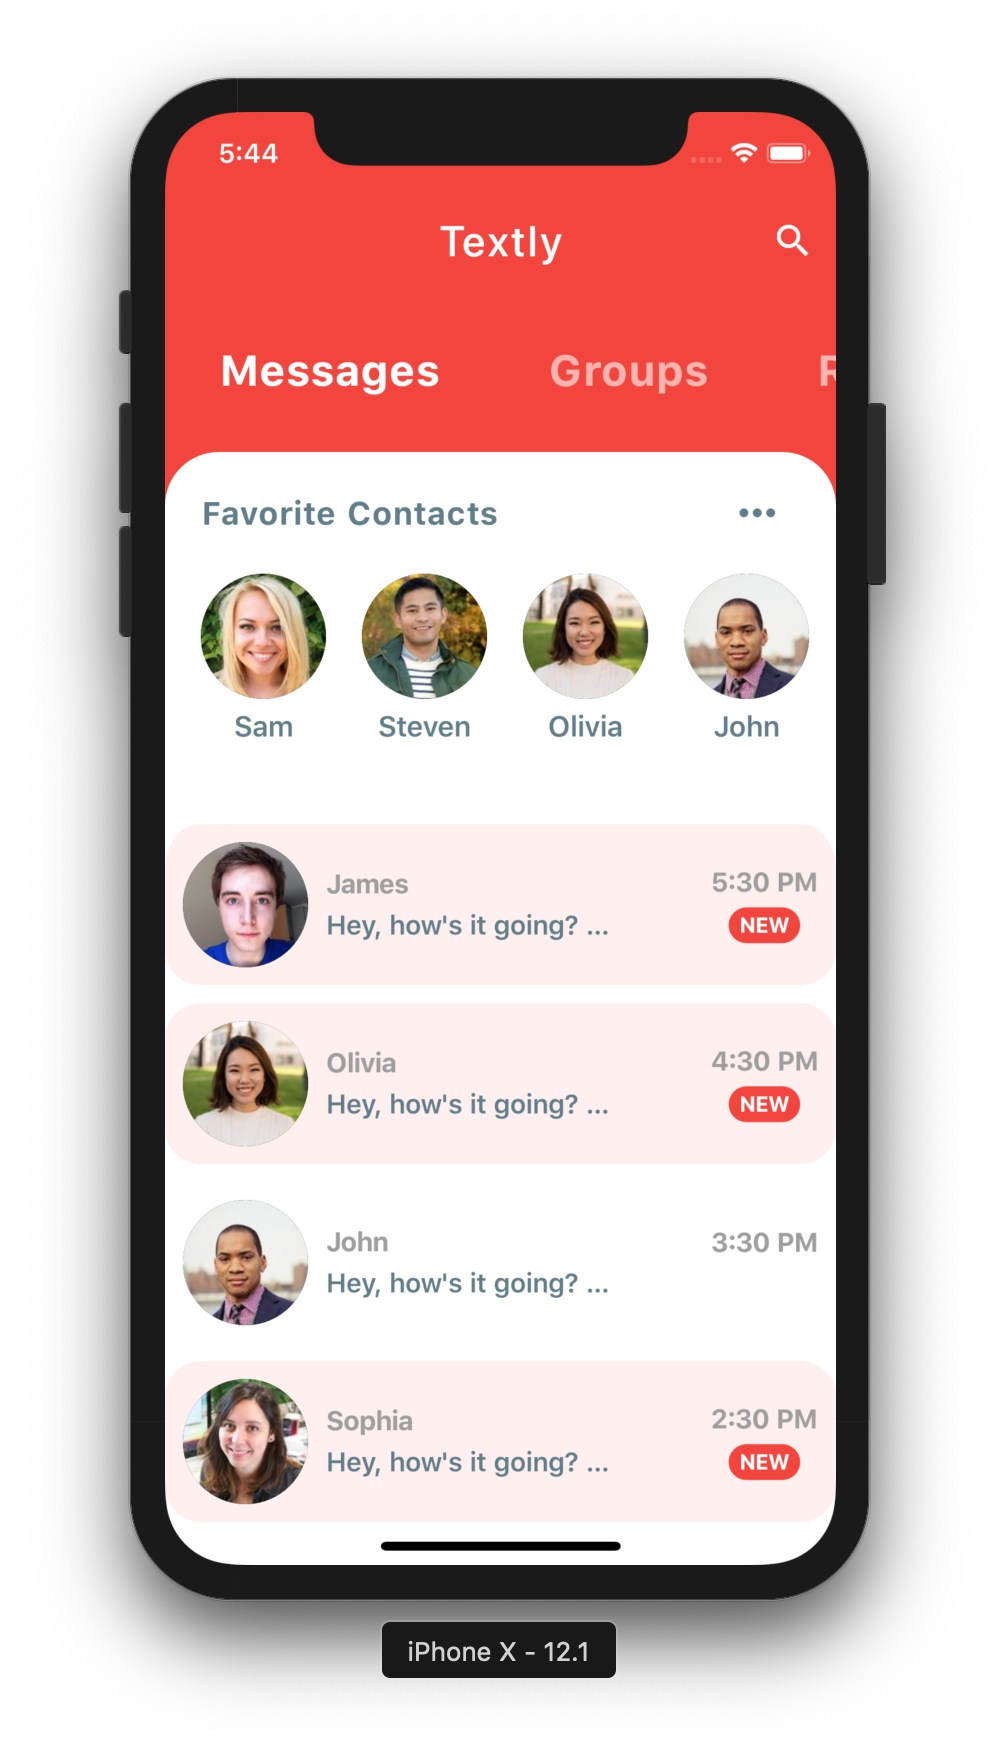 5:44
Textly
Messages Groups R
Favorite Contacts
Sam Steven Olivia John
James 5:30 PM
Hey, how's it going? ... NEW
Olivia 4:30 PM
Hey, how's it going? ... NEW
John 3:30 PM
Hey, how's it going? ...
Sophia 2:30 PM
Hey, how's it going? ... NEW
iPhone X - 12.1